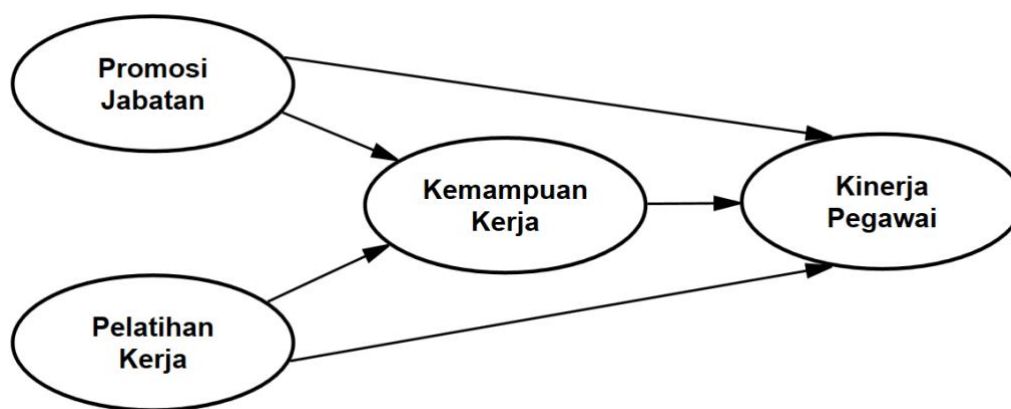 Promosi
Jabatan
Kemampuan
Kerja
Kinerja
Pegawai
Pelatihan
Kerja